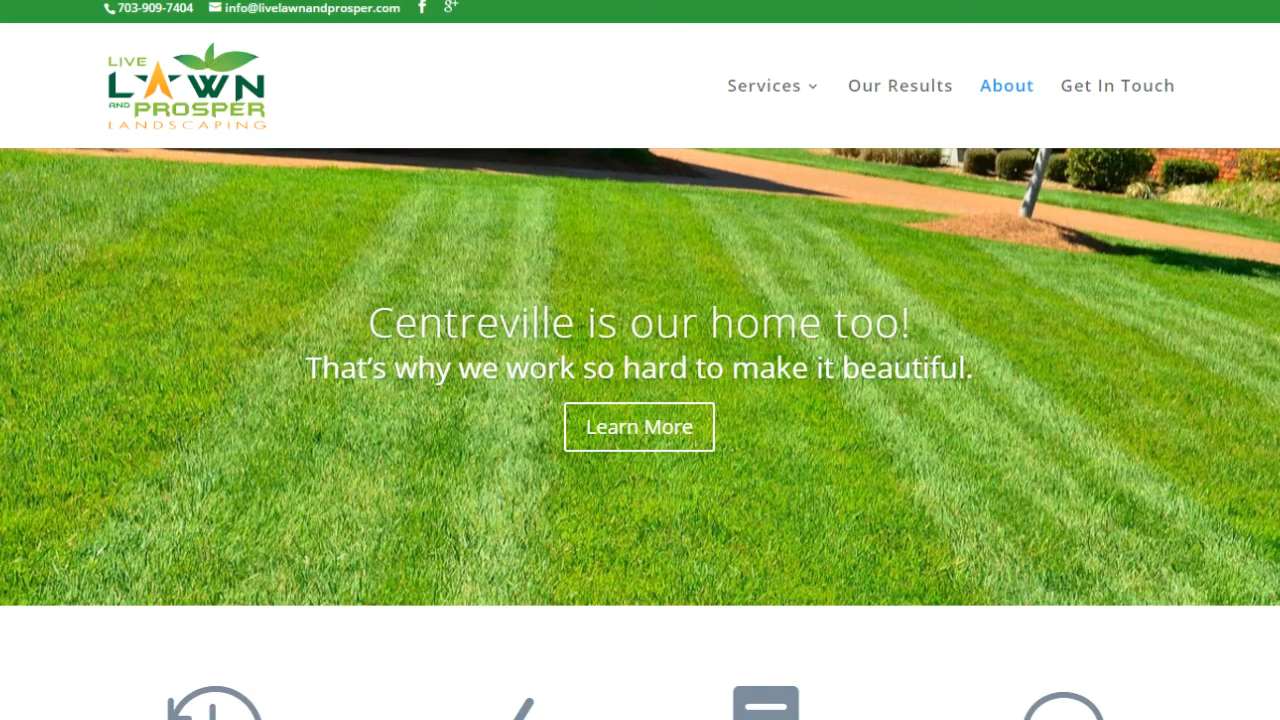 703-909-7404 info@livelawnandprosper.com f g+
LIVE
LAWN
AND PROSPER
LANDSCAPING
Services Our Results About Get In Touch
Centreville is our home too!
That's why we work so hard to make it beautiful.
Learn More